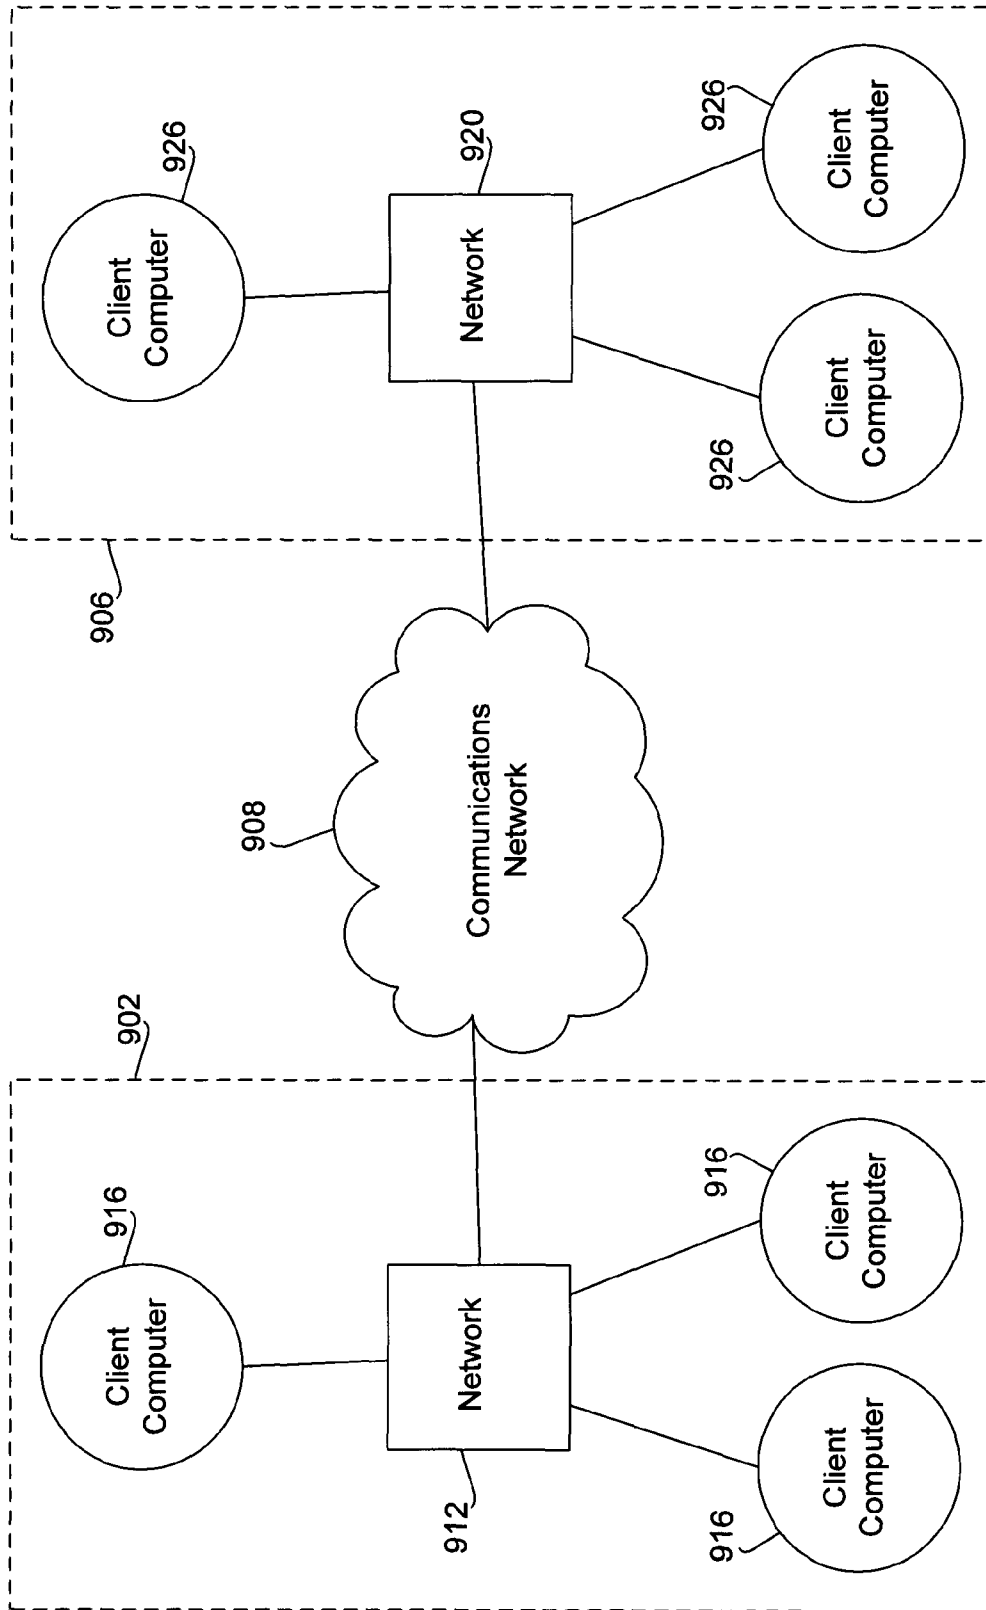 902
906
908
916
Client
Computer
926
Client
Computer
912
Network
Communications
Network
920
Network
916
Client
Computer
916
Client
Computer
926
Client
Computer
926
Client
Computer